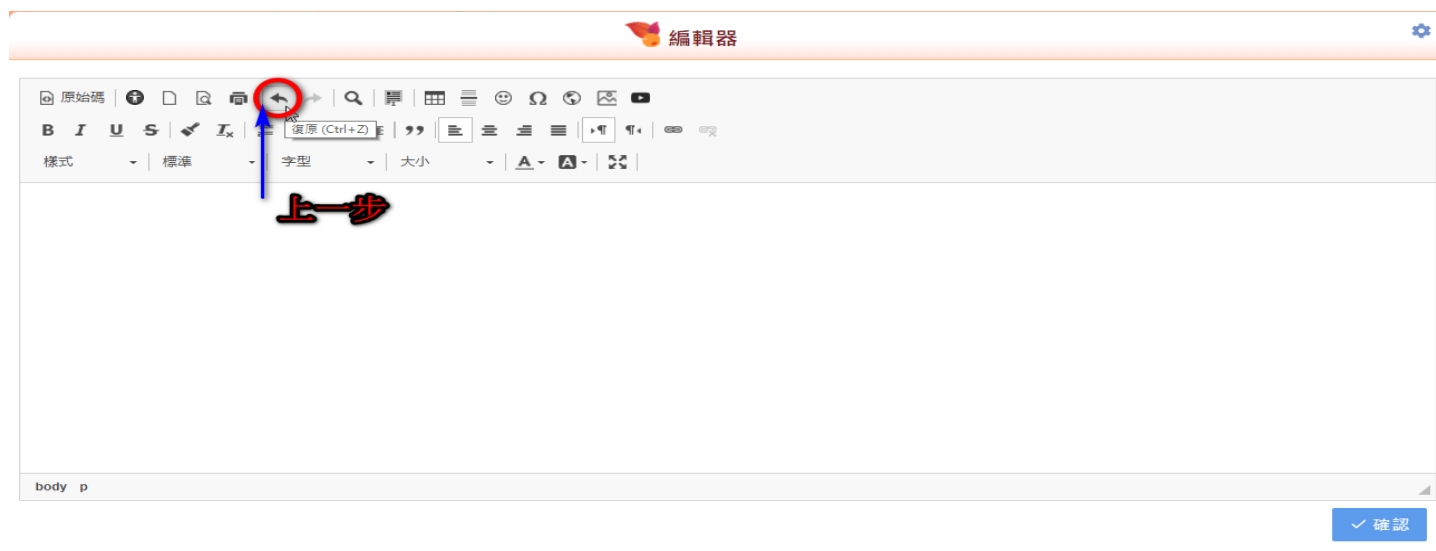 編輯器
原始碼
復原 (Ctrl+Z)
樣式 標準 字型 大小
上一步
body p
確認